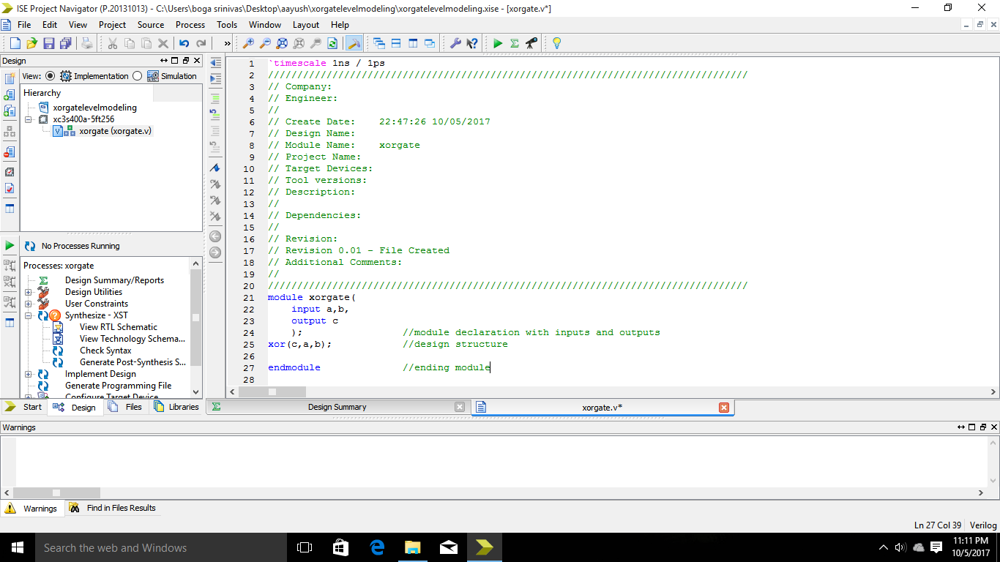 ISE Project Navigator (P.20131013) - C:\Users\boga srinivas\Desktop\aayush\xorgatelevelmodeling\xorgatelevelmodeling.xise - [xorgate.v*]
File Edit View Project Source Process Tools Window Layout Help
»
Design
View: Implementation Simulation
Hierarchy
xorgatelevelmodeling
xc3s400a-5ft256
xorgate (xorgate.v)
No Processes Running
Processes: xorgate
Design Summary/Reports
Design Utilities
User Constraints
Synthesize - XST
View RTL Schematic
View Technology Schema...
Check Syntax
Generate Post-Synthesis S...
Implement Design
Generate Programming File
Configure Target Device
Start Design Files Libraries
1 `timescale 1ns / 1ps
2 //////////////////////////////////////////////////////////////////////////////////
3 // Company:
4 // Engineer:
5 //
6 // Create Date:    22:47:26 10/05/2017
7 // Design Name:
8 // Module Name:    xorgate
9 // Project Name:
10 // Target Devices:
11 // Tool versions:
12 // Description:
13 //
14 // Dependencies:
15 //
16 // Revision:
17 // Revision 0.01 - File Created
18 // Additional Comments:
19 //
20 //////////////////////////////////////////////////////////////////////////////////
21 module xorgate(
22     input a,b,
23     output c
24     );                 //module declaration with inputs and outputs
25 xor(c,a,b);            //design structure
26
27 endmodule              //ending module
28
Design Summary xorgate.v*
Warnings
Warnings Find in Files Results
Ln 27 Col 39 Verilog
Search the web and Windows
11:11 PM
10/5/2017